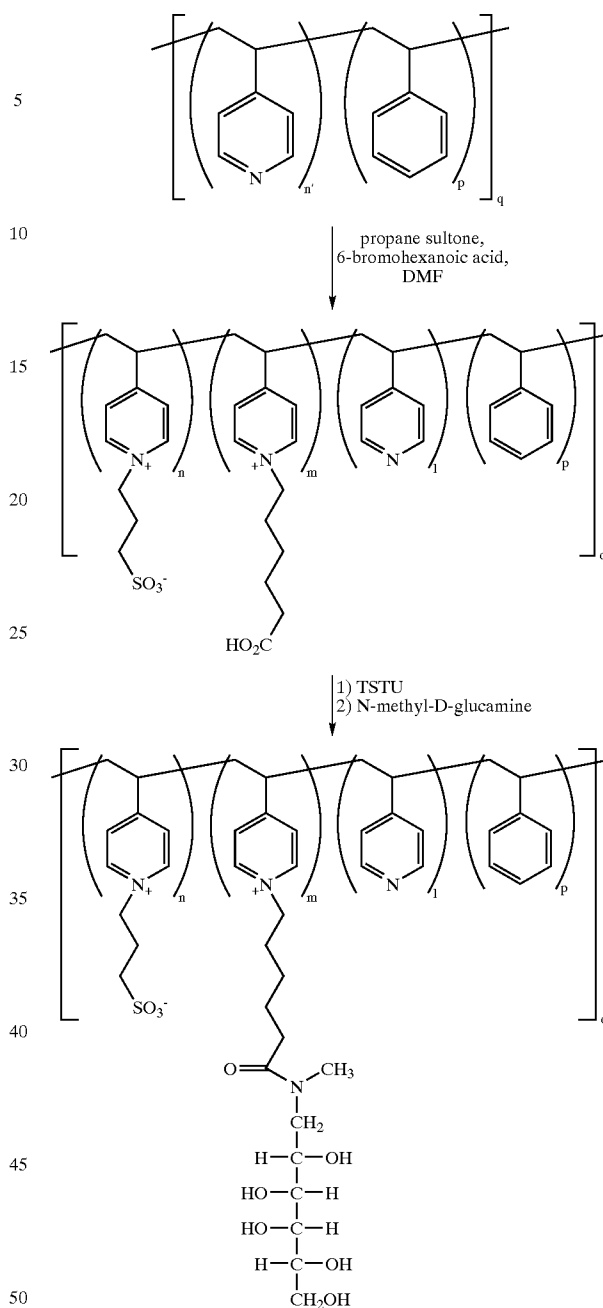 5
N
n'
p
q
10
propane sultone,
6-bromohexanoic acid,
DMF
15
N+
n
+N
m
N
l
p
20
SO3-
HO2C
25
1) TSTU
2) N-methyl-D-glucamine
30
35
N+
n
+N
m
N
l
p
SO3-
40
O
N
CH3
CH2
45
H C OH
HO C H
HO C H
H C OH
50
CH2OH